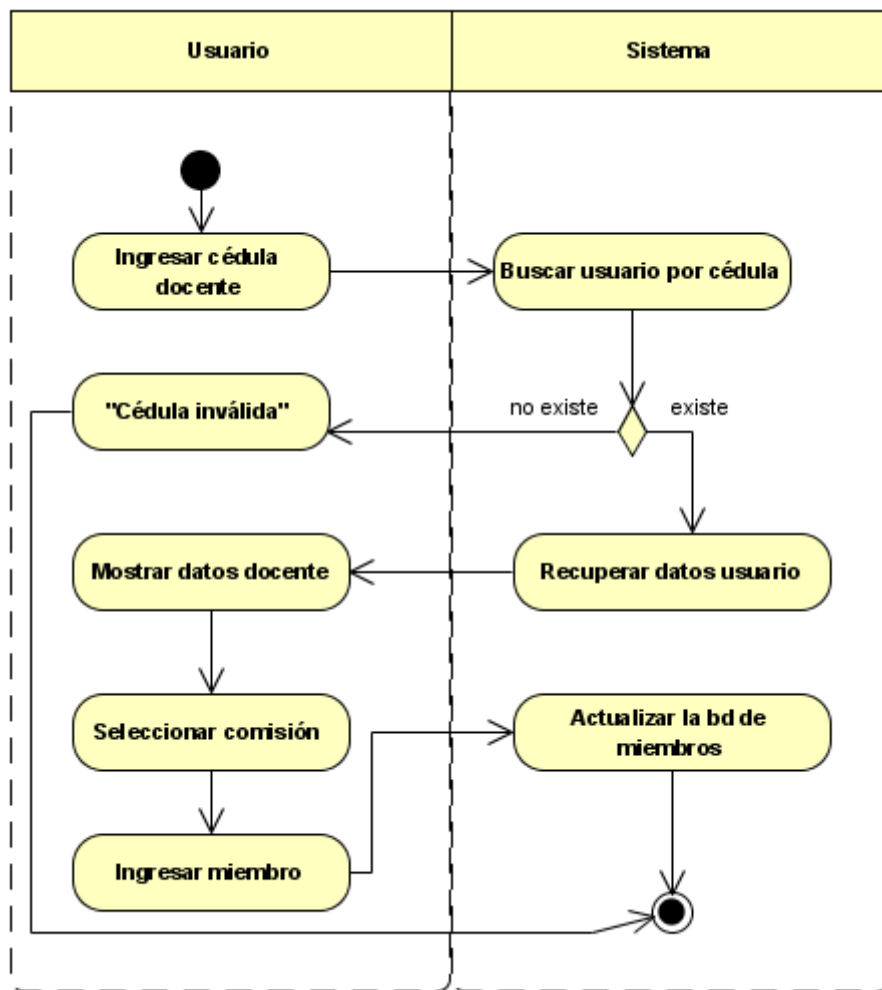 Usuario
Sistema
Ingresar cédula
docente
Buscar usuario por cédula
"Cédula inválida"
no existe
existe
Mostrar datos docente
Recuperar datos usuario
Seleccionar comisión
Actualizar la bd de
miembros
Ingresar miembro